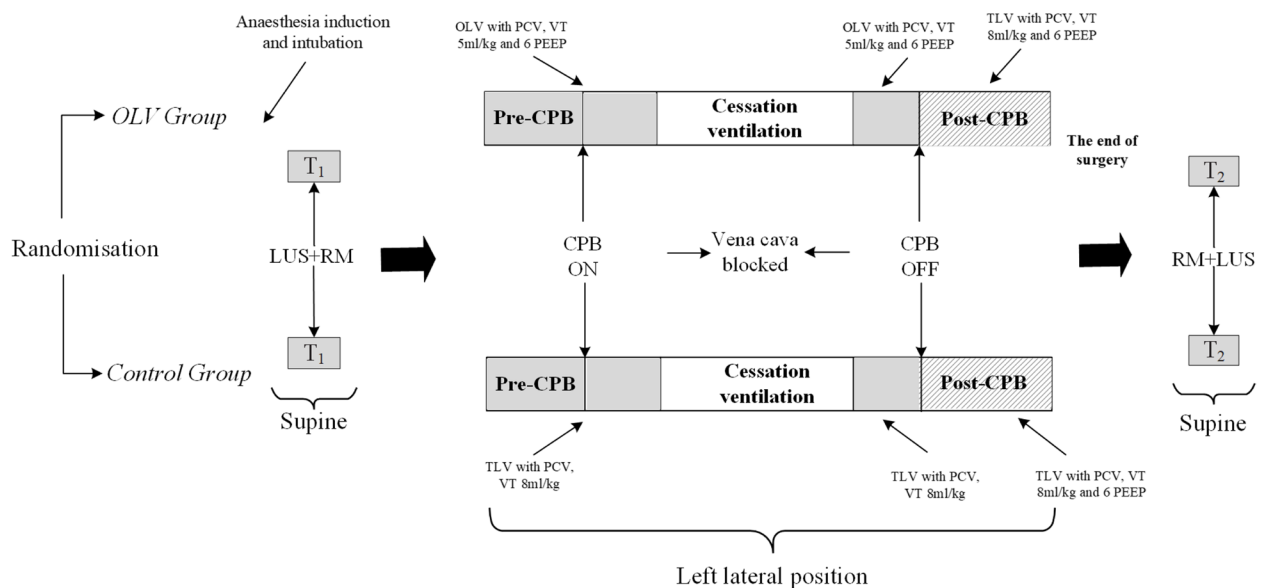 Anaesthesia induction
and intubation
OLV with PCV, VT
5ml/kg and 6 PEEP
OLV with PCV, VT
5ml/kg and 6 PEEP
TLV with PCV, VT
8ml/kg and 6 PEEP
OLV Group
Pre-CPB
Cessation
ventilation
Post-CPB
The end of
surgery
T₁
T₂
Randomisation
LUS+RM
CPB
ON
Vena cava
blocked
CPB
OFF
RM+LUS
T₁
T₂
Control Group
Pre-CPB
Cessation
ventilation
Post-CPB
Supine
Supine
TLV with PCV,
VT 8ml/kg
TLV with PCV,
VT 8ml/kg
TLV with PCV, VT
8ml/kg and 6 PEEP
Left lateral position